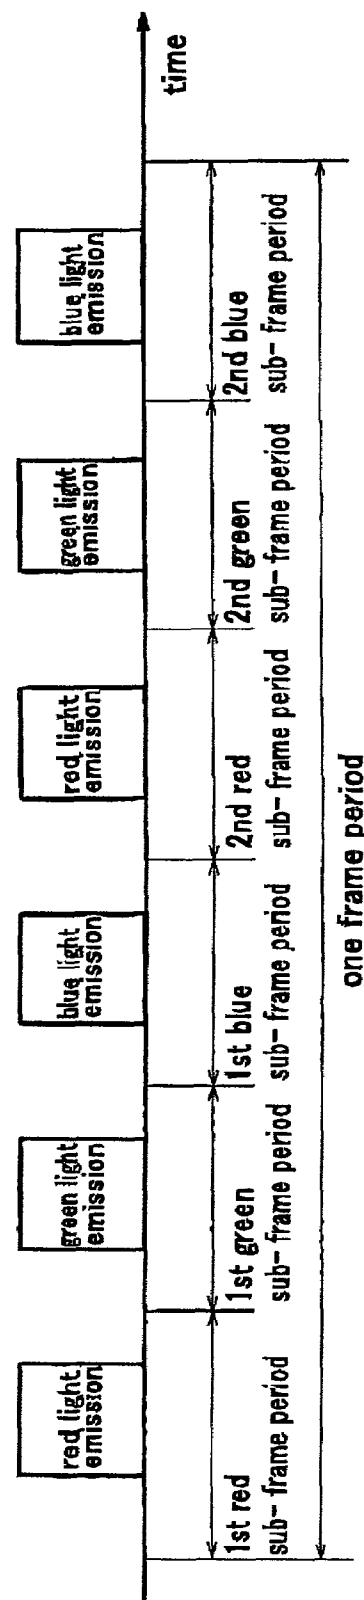 red light
emission
green light
emission
blue light
emission
red light
emission
green light
emission
blue light
emission
time
1st red
sub-frame period
1st green
sub-frame period
1st blue
sub-frame period
2nd red
sub-frame period
2nd green
sub-frame period
2nd blue
sub-frame period
one frame period